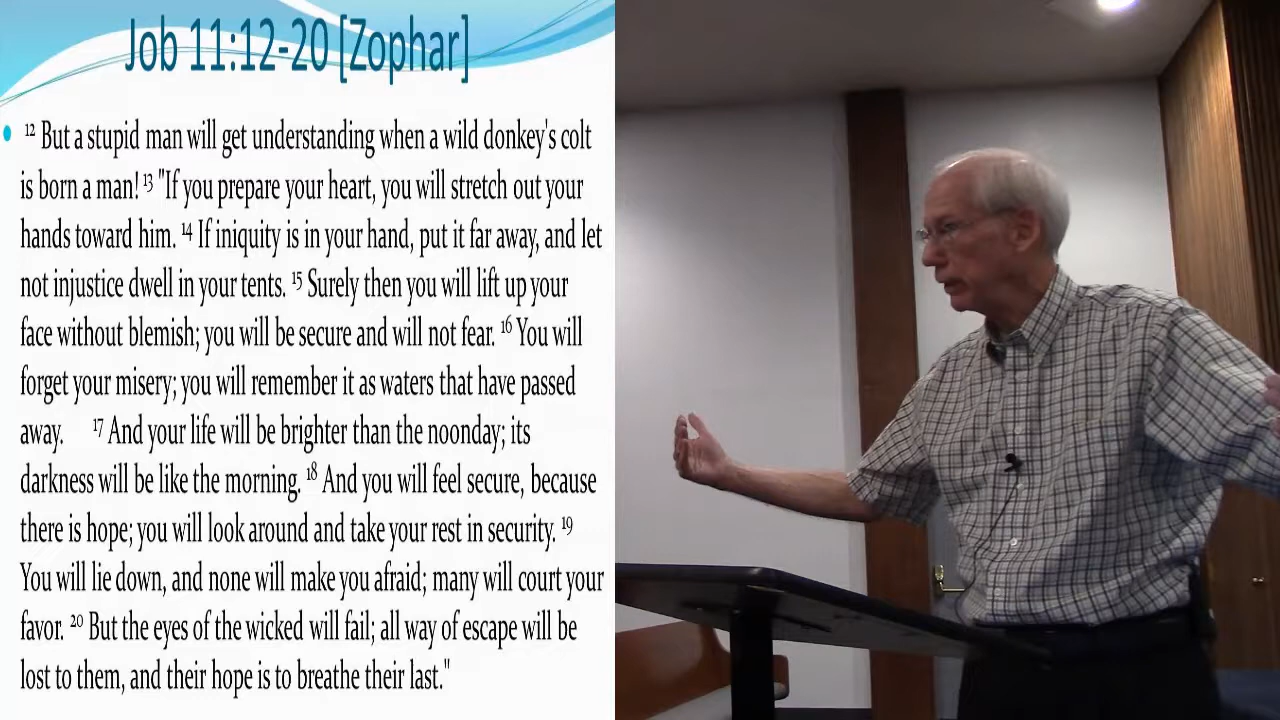 Job 11:12-20 [Zophar]
• ¹² But a stupid man will get understanding when a wild donkey's colt
is born a man! ¹³ "If you prepare your heart, you will stretch out your
hands toward him. ¹⁴ If iniquity is in your hand, put it far away, and let
not injustice dwell in your tents. ¹⁵ Surely then you will lift up your
face without blemish; you will be secure and will not fear. ¹⁶ You will
forget your misery; you will remember it as waters that have passed
away. ¹⁷ And your life will be brighter than the noonday; its
darkness will be like the morning. ¹⁸ And you will feel secure, because
there is hope; you will look around and take your rest in security. ¹⁹
You will lie down, and none will make you afraid; many will court your
favor. ²⁰ But the eyes of the wicked will fail; all way of escape will be
lost to them, and their hope is to breathe their last."